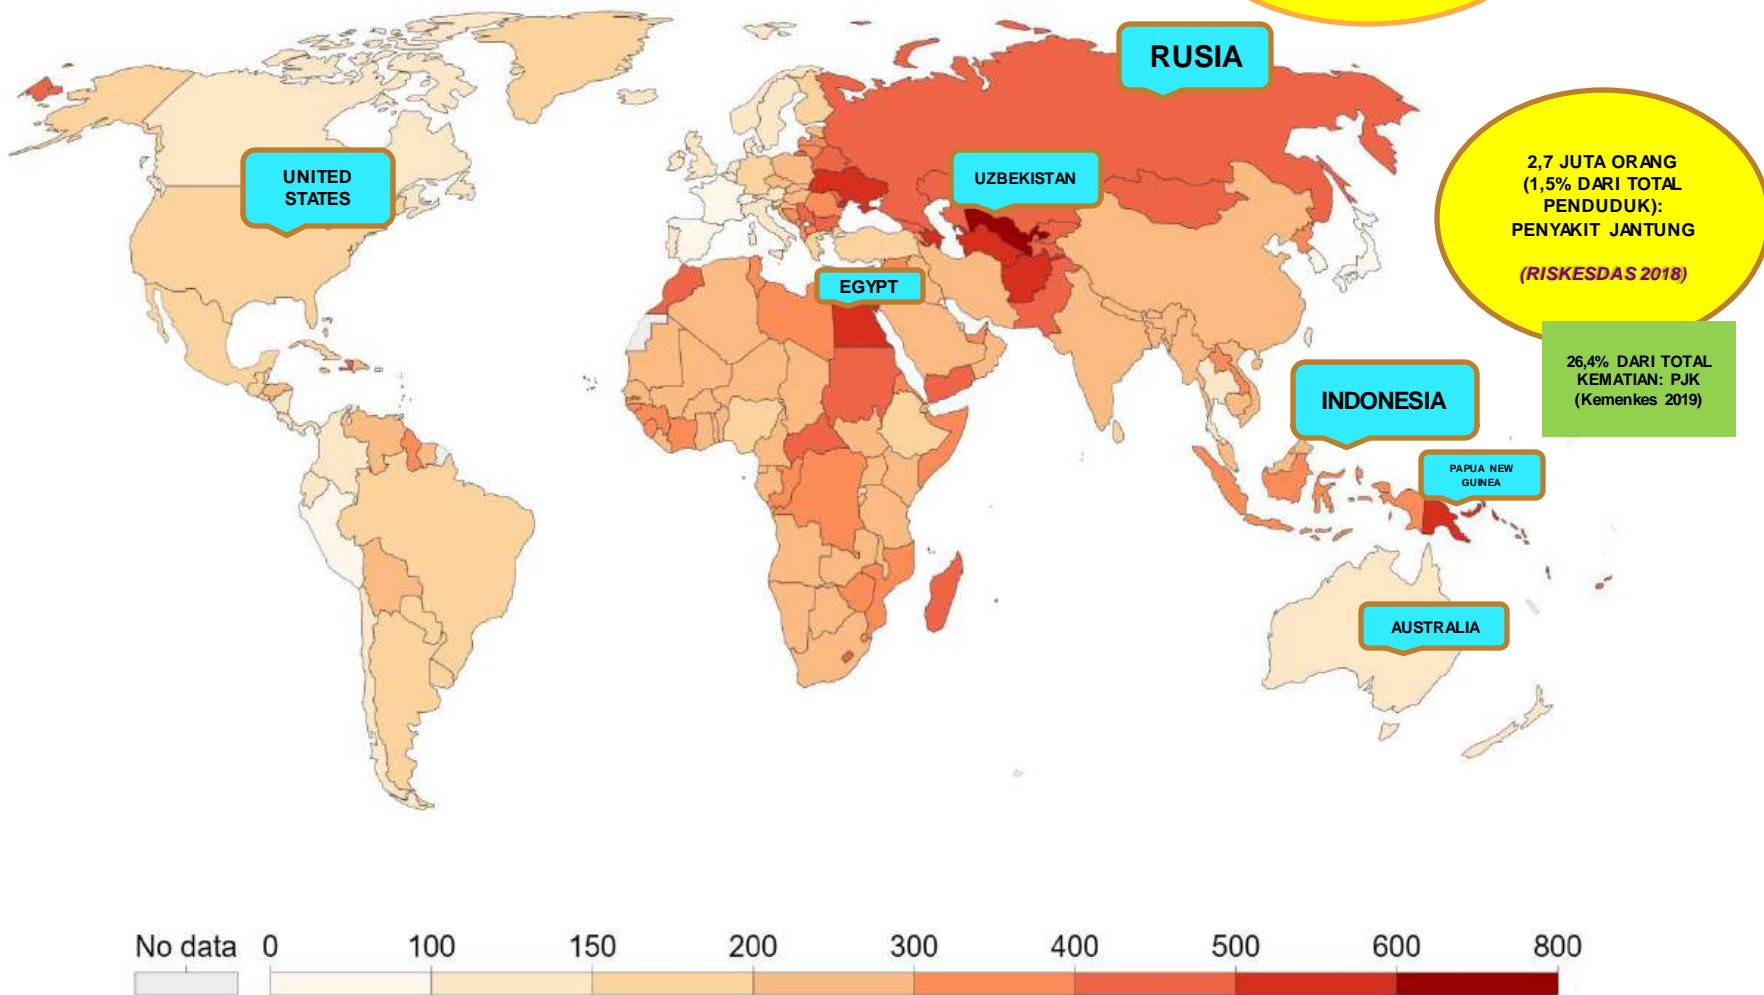 RUSIA
UNITED
STATES
UZBEKISTAN
2,7 JUTA ORANG
(1,5% DARI TOTAL
PENDUDUK):
PENYAKIT JANTUNG
(RISKESDAS 2018)
EGYPT
26,4% DARI TOTAL
KEMATIAN: PJK
(Kemenkes 2019)
INDONESIA
PAPUA NEW
GUINEA
AUSTRALIA
No data 0 100 150 200 300 400 500 600 800